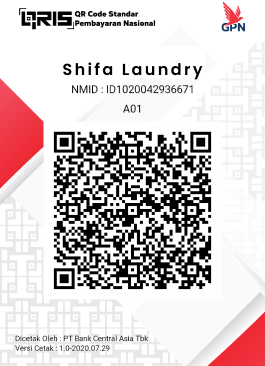 QRIS QR Code Standar
Pembayaran Nasional
GPN
Shifa Laundry
NMID : ID1020042936671
A01
Dicetak Oleh : PT Bank Central Asia Tbk
Versi Cetak : 1.0-2020.07.29